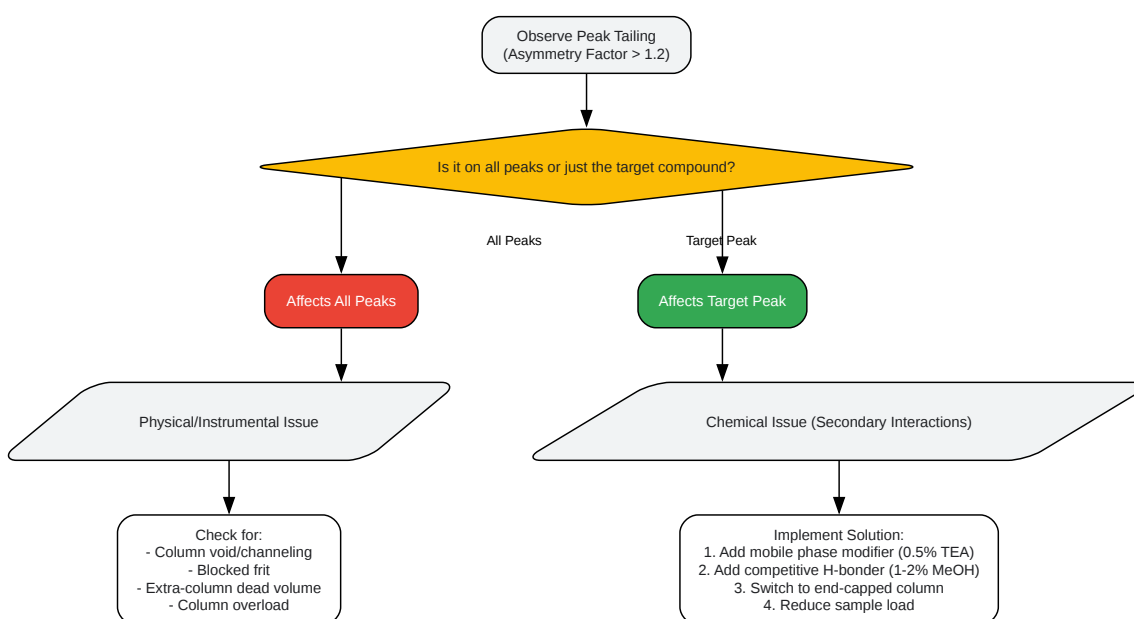 Observe Peak Tailing
(Asymmetry Factor > 1.2)
Is it on all peaks or just the target compound?
All Peaks
Target Peak
Affects All Peaks
Affects Target Peak
Physical/Instrumental Issue
Chemical Issue (Secondary Interactions)
Check for:
- Column void/channeling
- Blocked frit
- Extra-column dead volume
- Column overload
Implement Solution:
1. Add mobile phase modifier (0.5% TEA)
2. Add competitive H-bonder (1-2% MeOH)
3. Switch to end-capped column
4. Reduce sample load